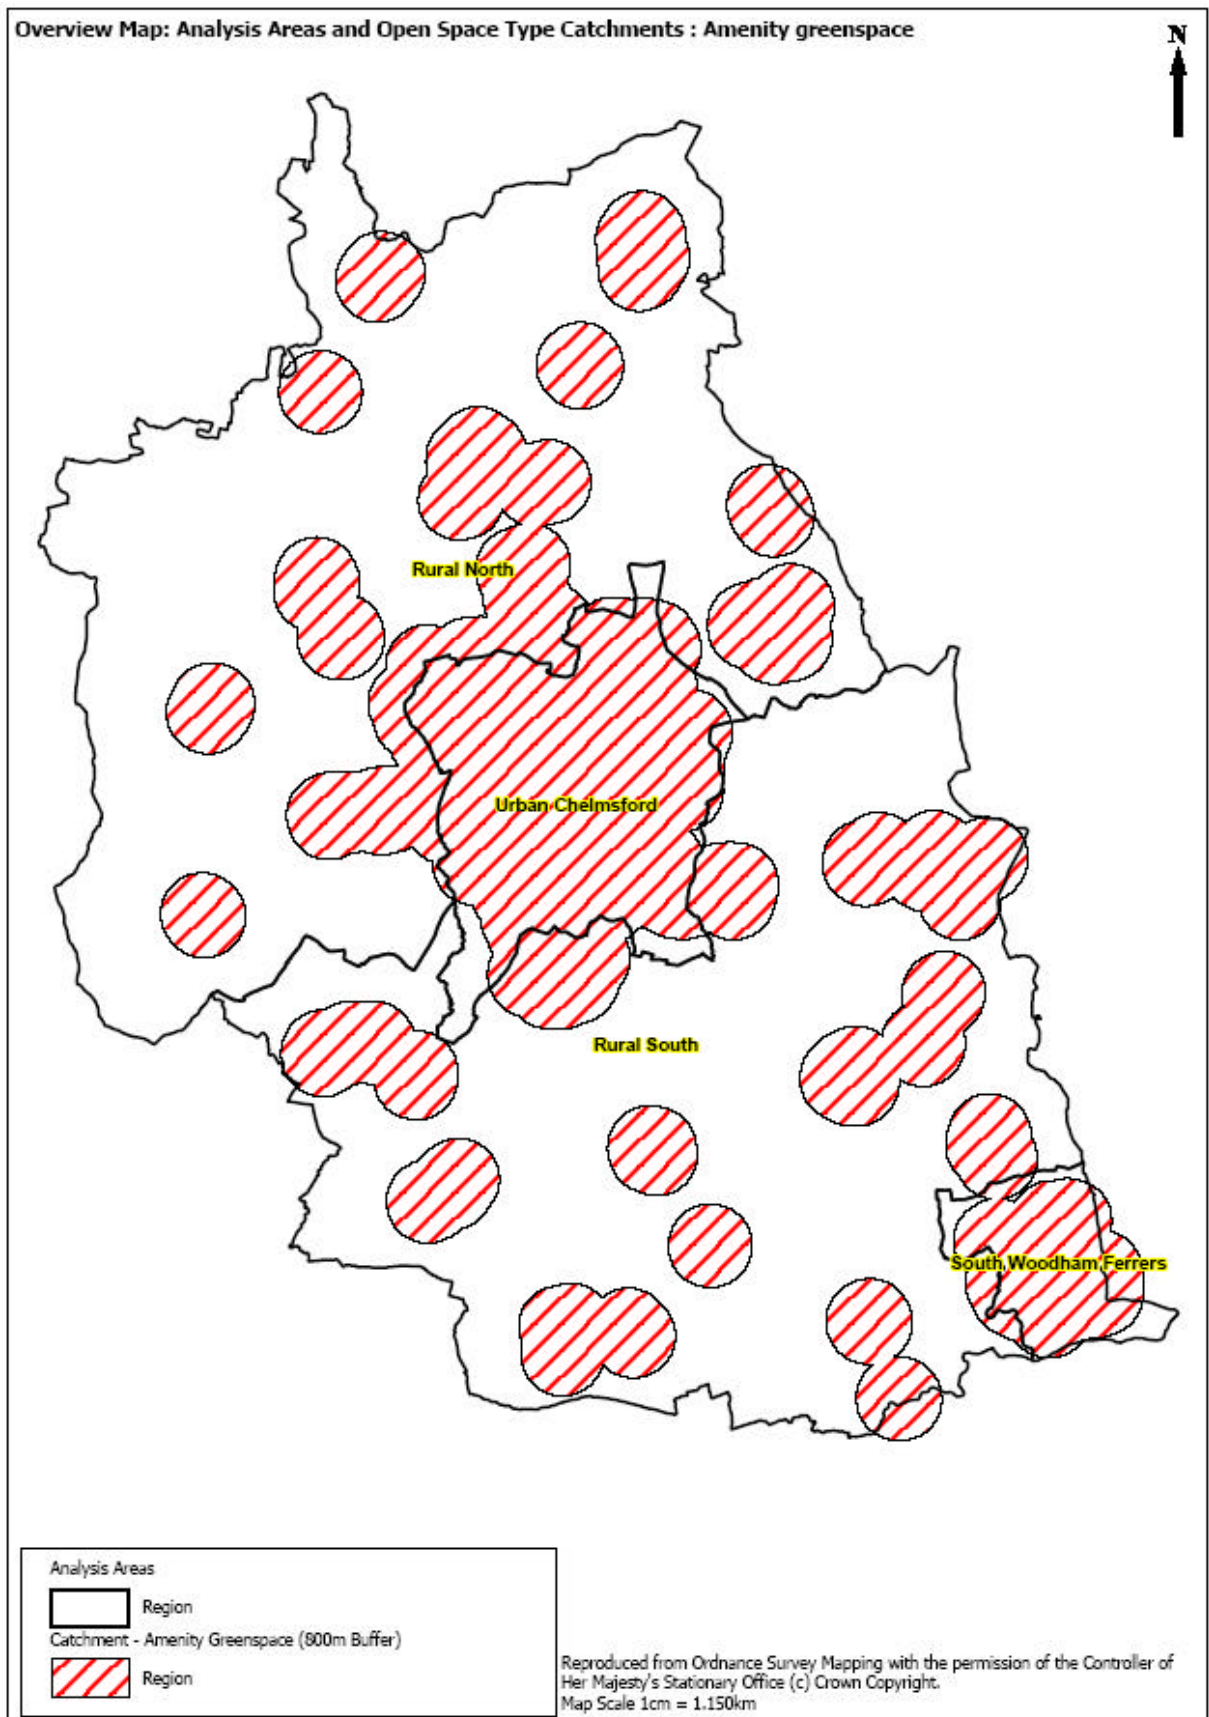 Overview Map: Analysis Areas and Open Space Type Catchments : Amenity greenspace
N
Rural North
Urban Chelmsford
Rural South
South Woodham Ferrers
Analysis Areas
Region
Catchment - Amenity Greenspace (800m Buffer)
Region
Reproduced from Ordnance Survey Mapping with the permission of the Controller of
Her Majesty's Stationary Office (c) Crown Copyright.
Map Scale 1cm = 1.150km